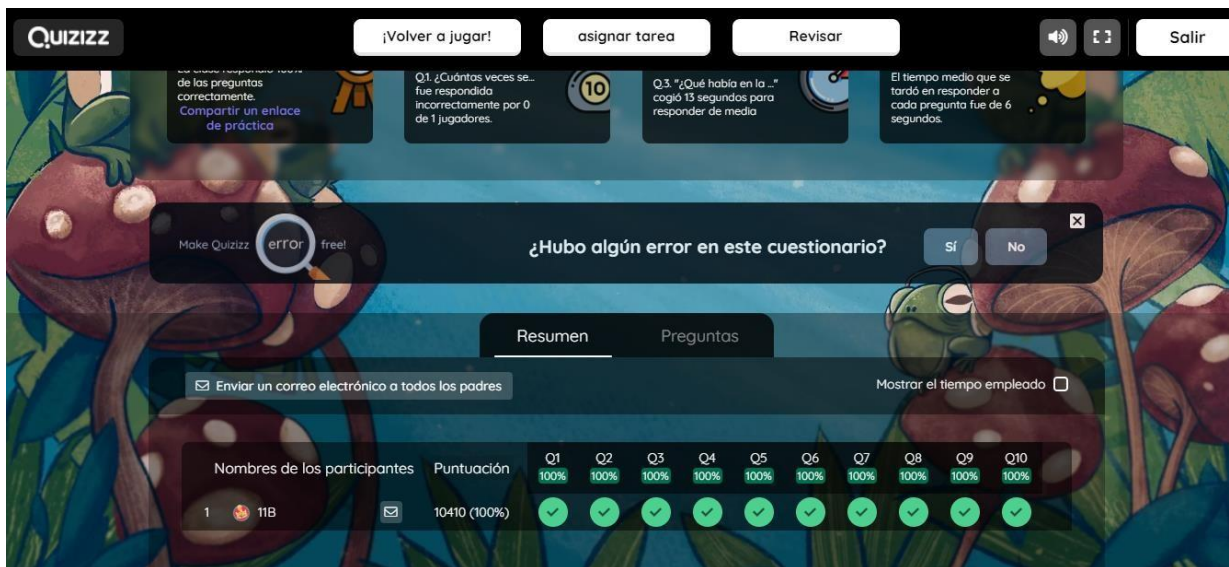 Quizizz
¡Volver a jugar!
asignar tarea
Revisar
Salir
La clase respondió 100%
de las preguntas
correctamente.
Compartir un enlace
de práctica
Q.1. ¿Cuántas veces se...
fue respondida
incorrectamente por 0
de 1 jugadores.
10
Q.3. "¿Qué había en la ..."
cogió 13 segundos para
responder de media
El tiempo medio que se
tardó en responder a
cada pregunta fue de 6
segundos.
Make Quizizz error free!
¿Hubo algún error en este cuestionario?
Sí
No
Resumen
Preguntas
Enviar un correo electrónico a todos los padres
Mostrar el tiempo empleado
Nombres de los participantes
Puntuación
Q1 Q2 Q3 Q4 Q5 Q6 Q7 Q8 Q9 Q10
100% 100% 100% 100% 100% 100% 100% 100% 100% 100%
1 11B 10410 (100%)